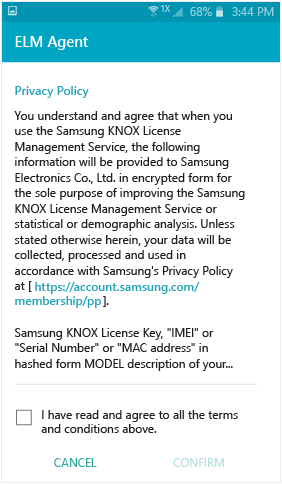 1X 68% 3:44 PM
ELM Agent
Privacy Policy
You understand and agree that when you
use the Samsung KNOX License
Management Service, the following
information will be provided to Samsung
Electronics Co., Ltd. in encrypted form for
the sole purpose of improving the Samsung
KNOX License Management Service or
statistical or demographic analysis. Unless
stated otherwise herein, your data will be
collected, processed and used in
accordance with Samsung's Privacy Policy
at [ https://account.samsung.com/
membership/pp].
Samsung KNOX License Key, "IMEI" or
"Serial Number" or "MAC address" in
hashed form MODEL description of your...
I have read and agree to all the terms
and conditions above.
CANCEL CONFIRM